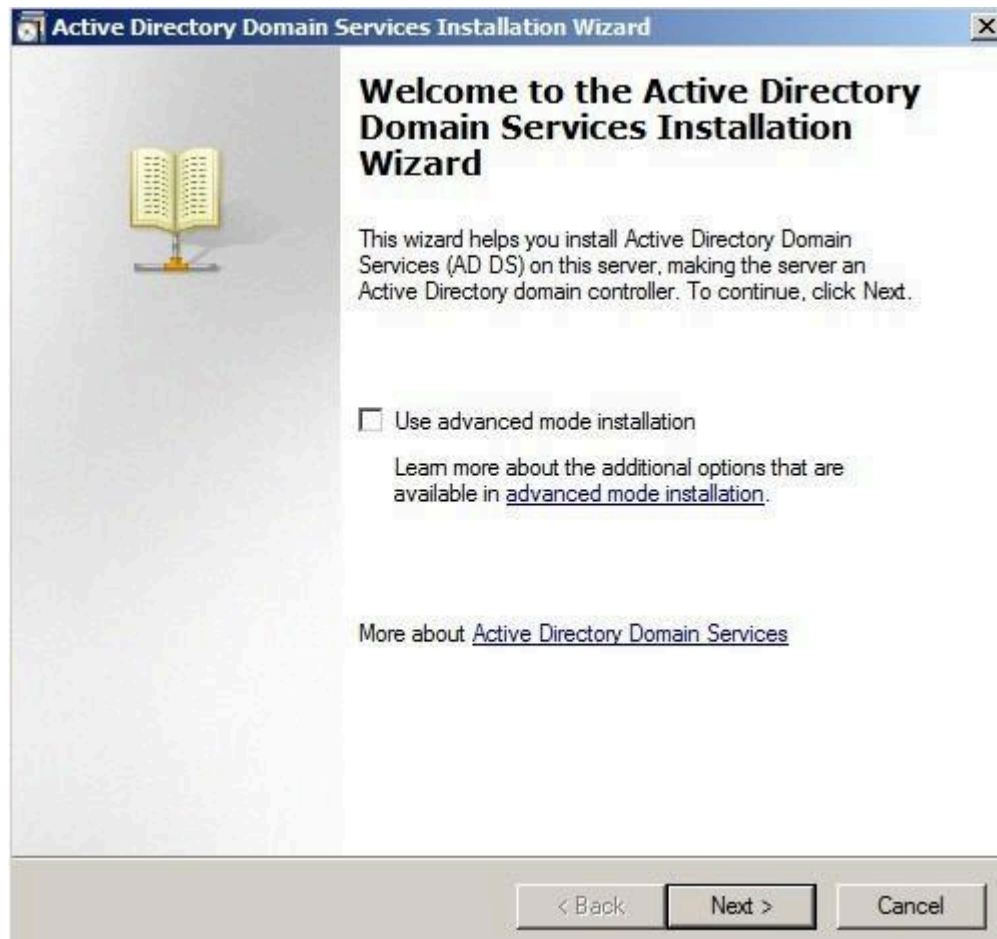 Active Directory Domain Services Installation Wizard
Welcome to the Active Directory
Domain Services Installation
Wizard
This wizard helps you install Active Directory Domain
Services (AD DS) on this server, making the server an
Active Directory domain controller. To continue, click Next.
Use advanced mode installation
Learn more about the additional options that are
available in advanced mode installation.
More about Active Directory Domain Services
< Back Next > Cancel